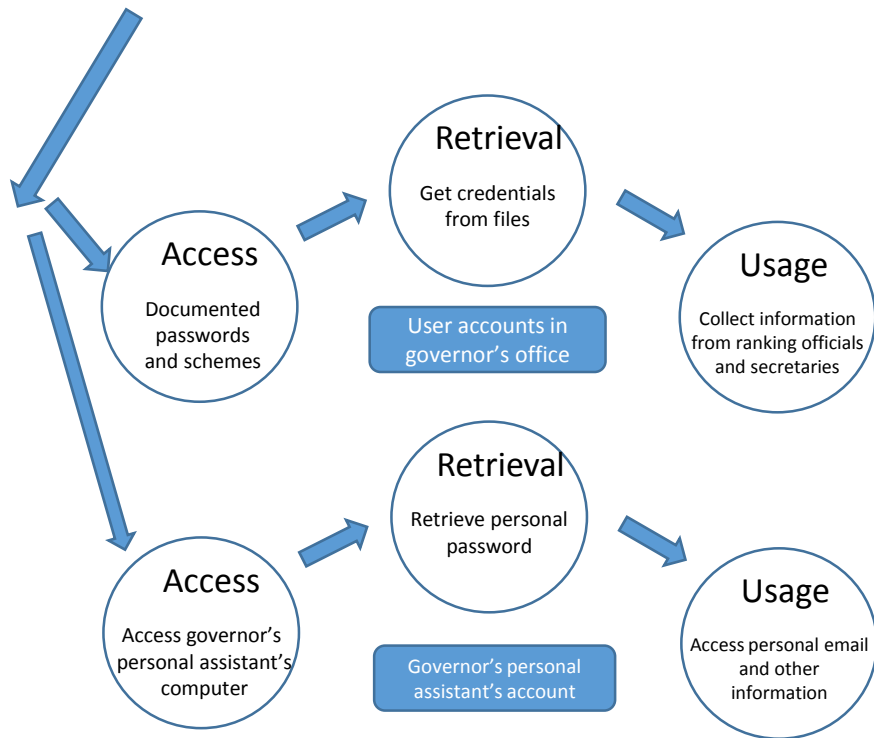 Retrieval
Get credentials
from files
Access
Documented
passwords
and schemes
Usage
Collect information
from ranking officials
and secretaries
User accounts in
governor’s office
Retrieval
Retrieve personal
password
Access
Access governor’s
personal assistant’s
computer
Usage
Access personal email
and other
information
Governor’s personal
assistant’s account